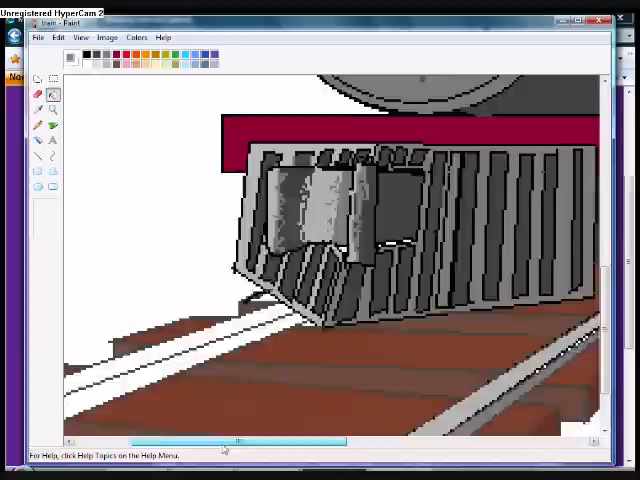 Unregistered HyperCam 2
train - Paint
File Edit View Image Colors Help
For Help, click Help Topics on the Help Menu.